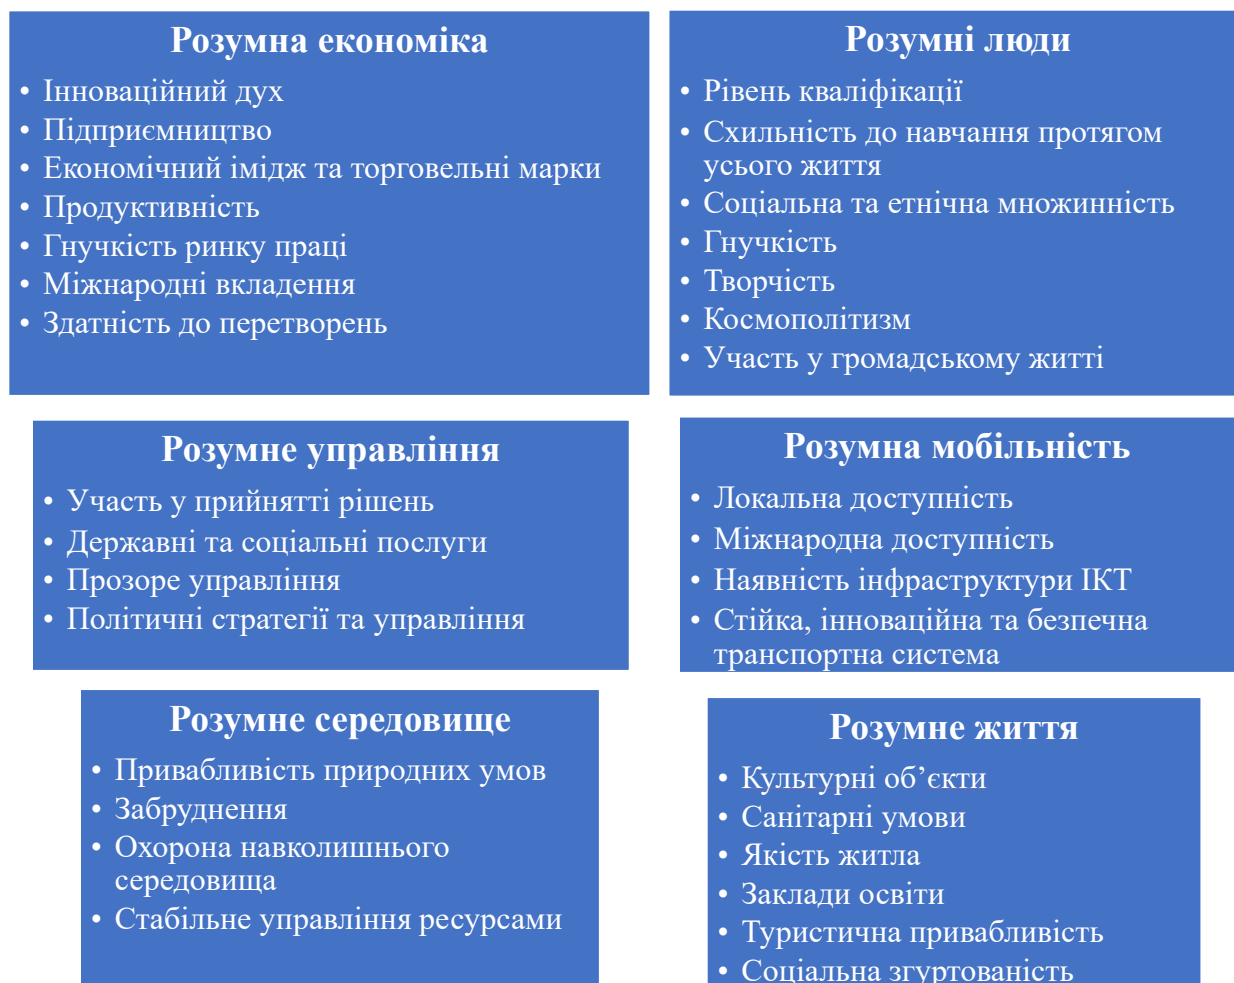 Розумна економіка
• Інноваційний дух
• Підприємництво
• Економічний імідж та торговельні марки
• Продуктивність
• Гнучкість ринку праці
• Міжнародні вкладення
• Здатність до перетворень
Розумні люди
• Рівень кваліфікації
• Схильність до навчання протягом
усього життя
• Соціальна та етнічна множинність
• Гнучкість
• Творчість
• Космополітизм
• Участь у громадському житті
Розумне управління
• Участь у прийнятті рішень
• Державні та соціальні послуги
• Прозоре управління
• Політичні стратегії та управління
Розумна мобільність
• Локальна доступність
• Міжнародна доступність
• Наявність інфраструктури ІКТ
• Стійка, інноваційна та безпечна
транспортна система
Розумне середовище
• Привабливість природних умов
• Забруднення
• Охорона навколишнього
середовища
• Стабільне управління ресурсами
Розумне життя
• Культурні об’єкти
• Санітарні умови
• Якість житла
• Заклади освіти
• Туристична привабливість
• Соціальна згуртованість